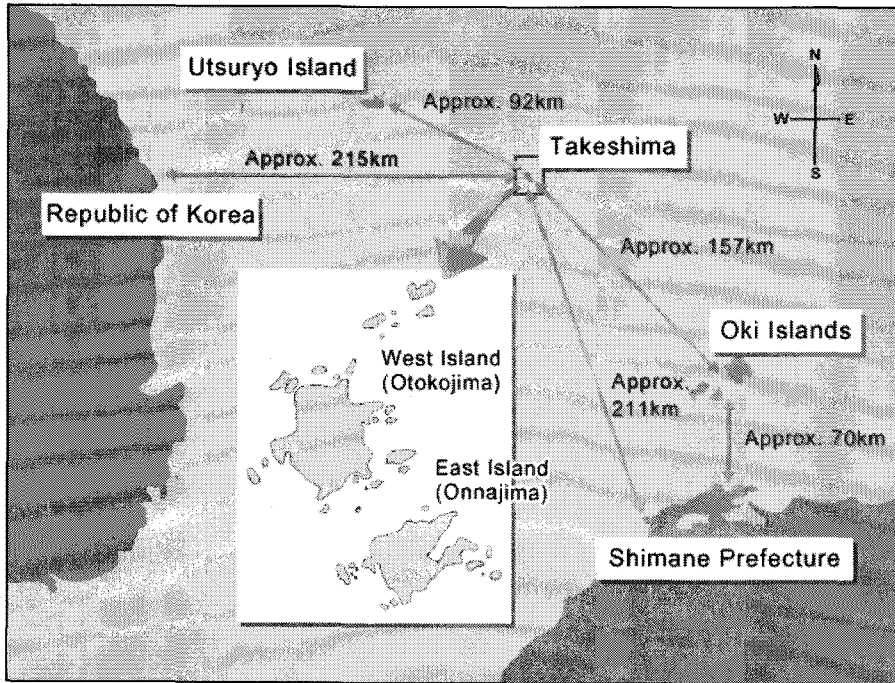 Utsuryo Island
N
W E
S
Approx. 92km
Takeshima
Approx. 215km
Republic of Korea
Approx. 157km
Oki Islands
West Island
(Otokojima)
Approx.
211km
Approx. 70km
East Island
(Onnajima)
Shimane Prefecture